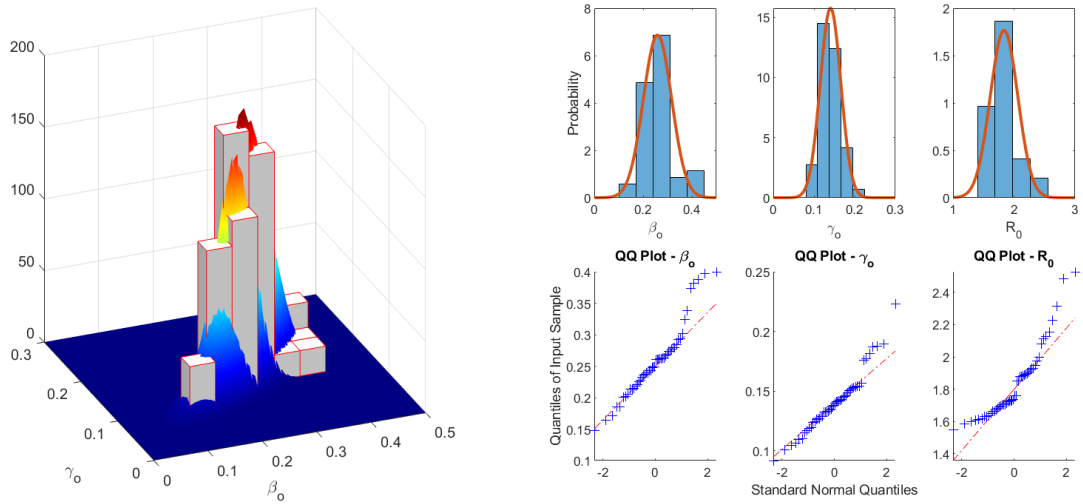 200
150
100
50
0
0.3
0.2
0.1
0
γₒ
0
0.1
0.2
0.3
0.4
0.5
βₒ
Probability
8
6
4
2
0
0 0.2 0.4
βₒ
15
10
5
0
0 0.1 0.2 0.3
γₒ
2
1.5
1
0.5
0
1 2 3
R₀
QQ Plot - βₒ
Quantiles of Input Sample
0.4
0.35
0.3
0.25
0.2
0.15
0.1
-2 0 2
QQ Plot - γₒ
0.25
0.2
0.15
0.1
-2 0 2
Standard Normal Quantiles
QQ Plot - R₀
2.4
2.2
2
1.8
1.6
1.4
-2 0 2